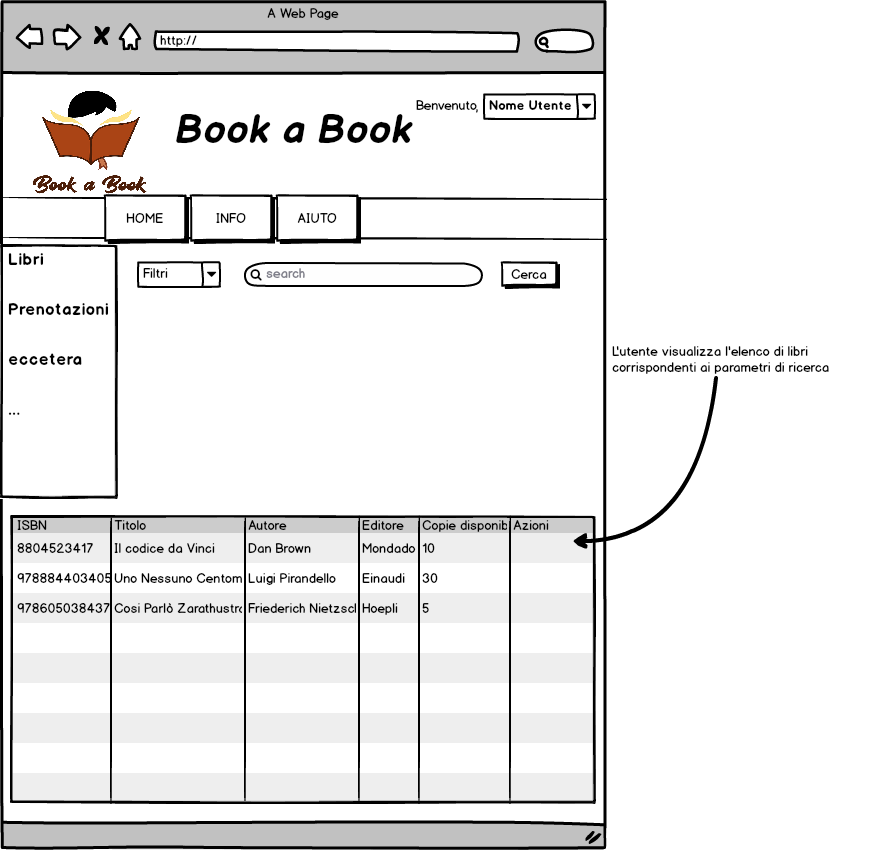 A Web Page
http://
Benvenuto, Nome Utente
Book a Book
Book a Book
HOME INFO AIUTO
Libri
Prenotazioni
eccetera
...
Filtri search Cerca
L'utente visualizza l'elenco di libri
corrispondenti ai parametri di ricerca
ISBN Titolo Autore Editore Copie disponib Azioni
8804523417 Il codice da Vinci Dan Brown Mondado 10
978884403405 Uno Nessuno Centom Luigi Pirandello Einaudi 30
978605038437 Cosi Parlò Zarathustra Friederich Nietzscl Hoepli 5